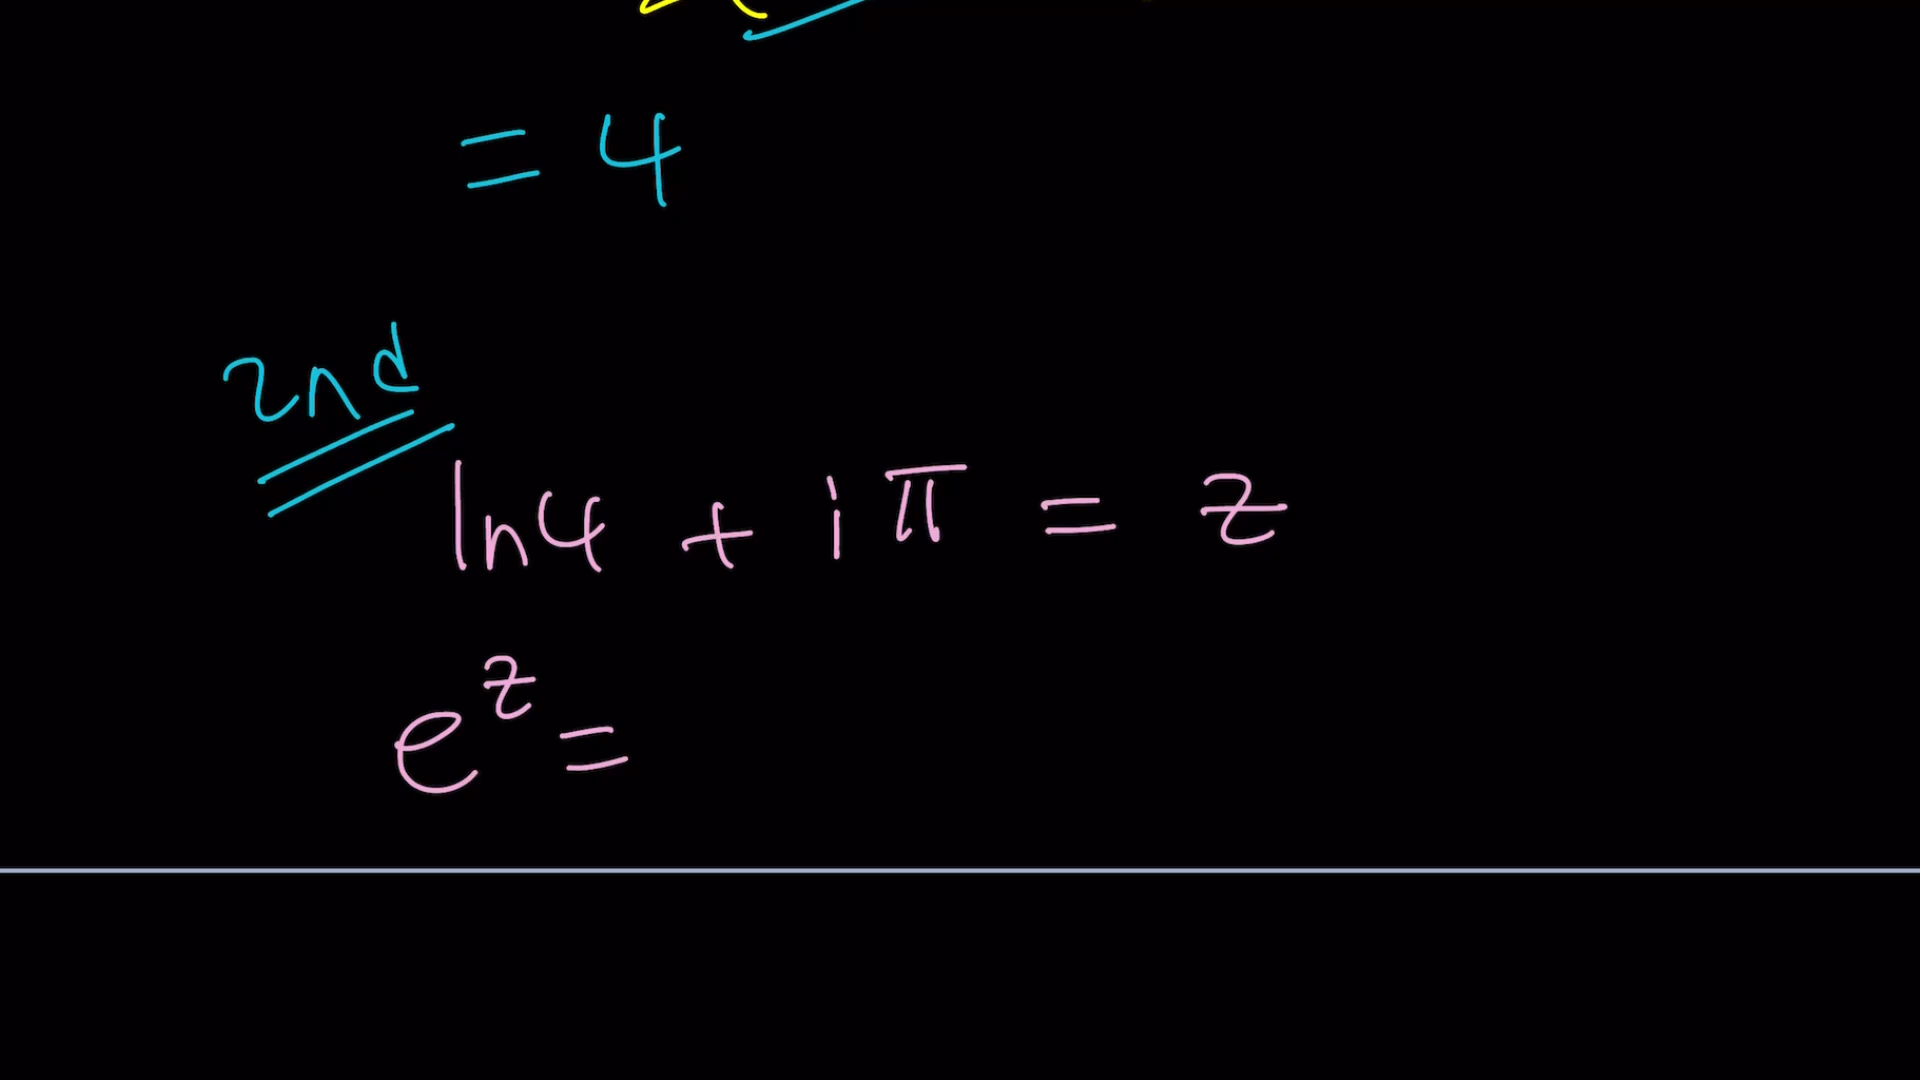 = 4
2nd
ln4 + iπ = z
e^z =